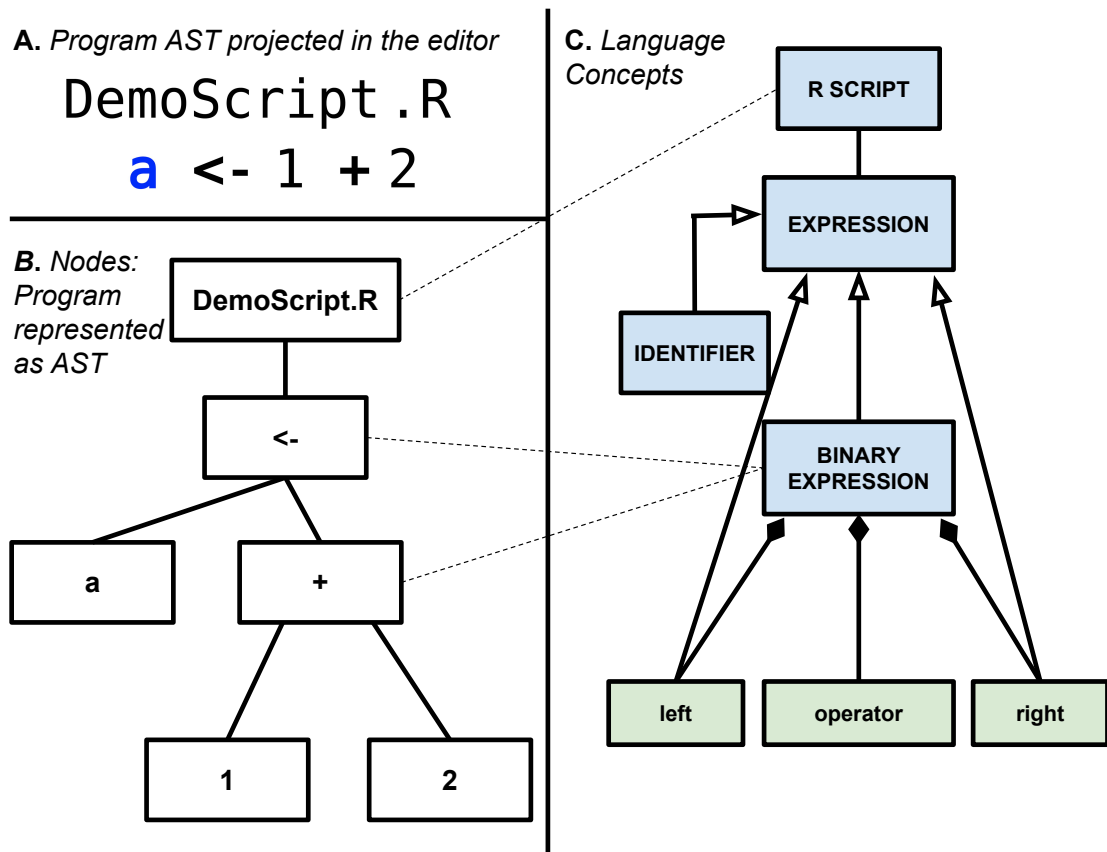 A. Program AST projected in the editor
DemoScript.R
a <- 1 + 2
B. Nodes:
Program
represented
as AST
DemoScript.R
<-
a
+
1
2
C. Language
Concepts
R SCRIPT
EXPRESSION
IDENTIFIER
BINARY
EXPRESSION
left
operator
right